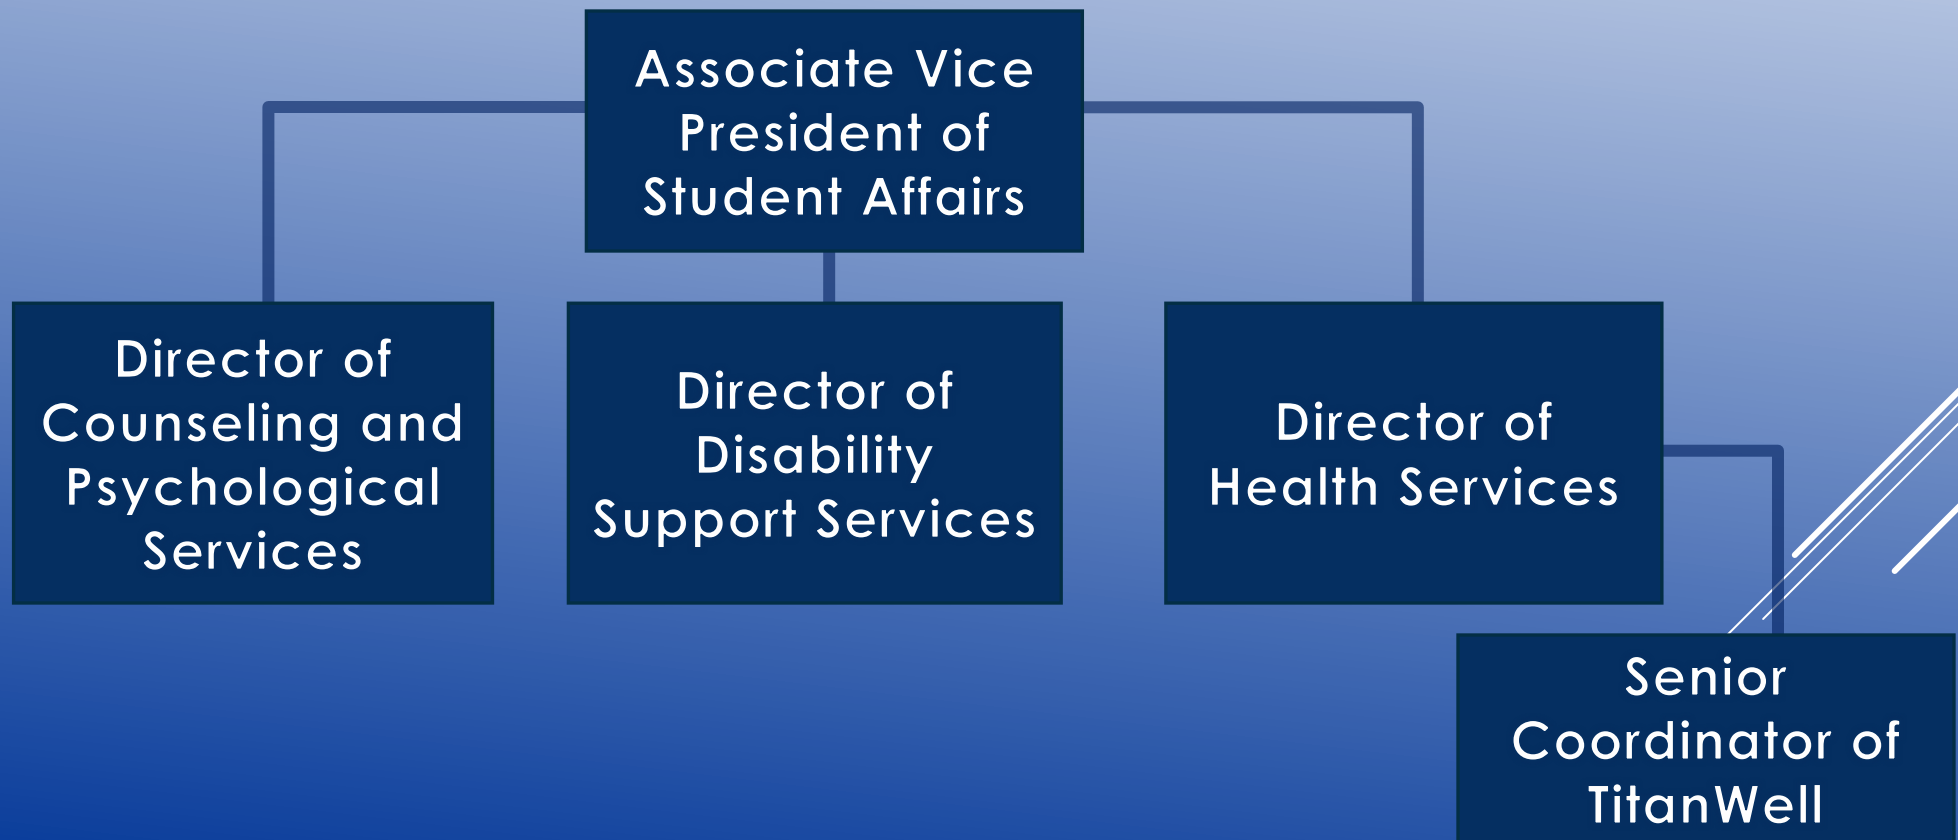 Associate Vice
President of
Student Affairs
Director of
Counseling and
Psychological
Services
Director of
Disability
Support Services
Director of
Health Services
Senior
Coordinator of
TitanWell